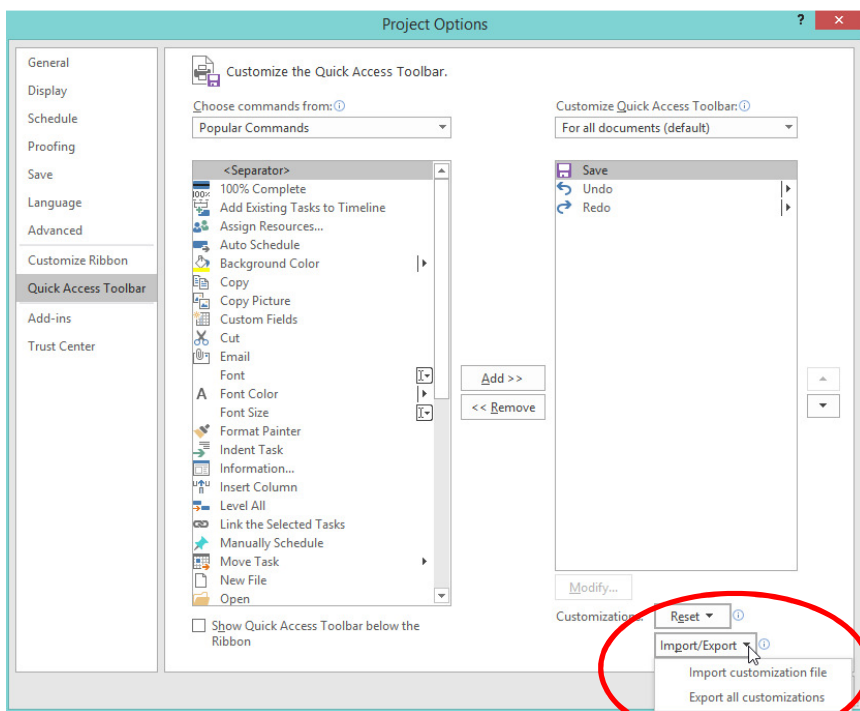 Project Options
?
General
Display
Schedule
Proofing
Save
Language
Advanced
Customize Ribbon
Quick Access Toolbar
Add-ins
Trust Center
Customize the Quick Access Toolbar.
Choose commands from:
Popular Commands
<Separator>
100% Complete
Add Existing Tasks to Timeline
Assign Resources...
Auto Schedule
Background Color
Copy
Copy Picture
Custom Fields
Cut
Email
Font
Font Color
Font Size
Format Painter
Indent Task
Information...
Insert Column
Level All
Link the Selected Tasks
Manually Schedule
Move Task
New File
Open
Show Quick Access Toolbar below the
Ribbon
Add >>
<< Remove
Customize Quick Access Toolbar:
For all documents (default)
Save
Undo
Redo
Modify...
Customizations: Reset
Import/Export
Import customization file
Export all customizations